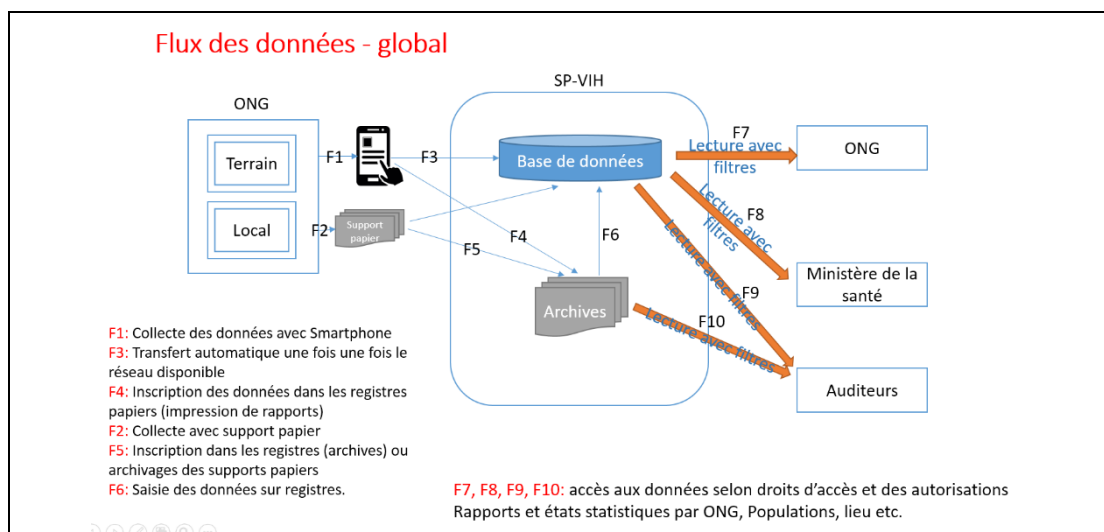 Flux des données - global
SP-VIH
ONG
Terrain
Local
F1
F3
F2
Support
papier
F4
F5
Base de données
F6
Archives
F7
Lecture avec
filtres
ONG
F8
Lecture avec
filtres
Ministère de la
santé
F9
Lecture avec filtres
F10
Lecture avec filtres
Auditeurs
F1: Collecte des données avec Smartphone
F3: Transfert automatique une fois une fois le
réseau disponible
F4: Inscription des données dans les registres
papiers (impression de rapports)
F2: Collecte avec support papier
F5: Inscription dans les registres (archives) ou
archivages des supports papiers
F6: Saisie des données sur registres.
F7, F8, F9, F10: accès aux données selon droits d’accès et des autorisations
Rapports et états statistiques par ONG, Populations, lieu etc.